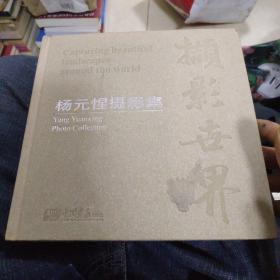 Capturing beautiful
landscapes
around the world
杨元惺摄影集
Yang Yuanxing
Photo Collection
撷影世界